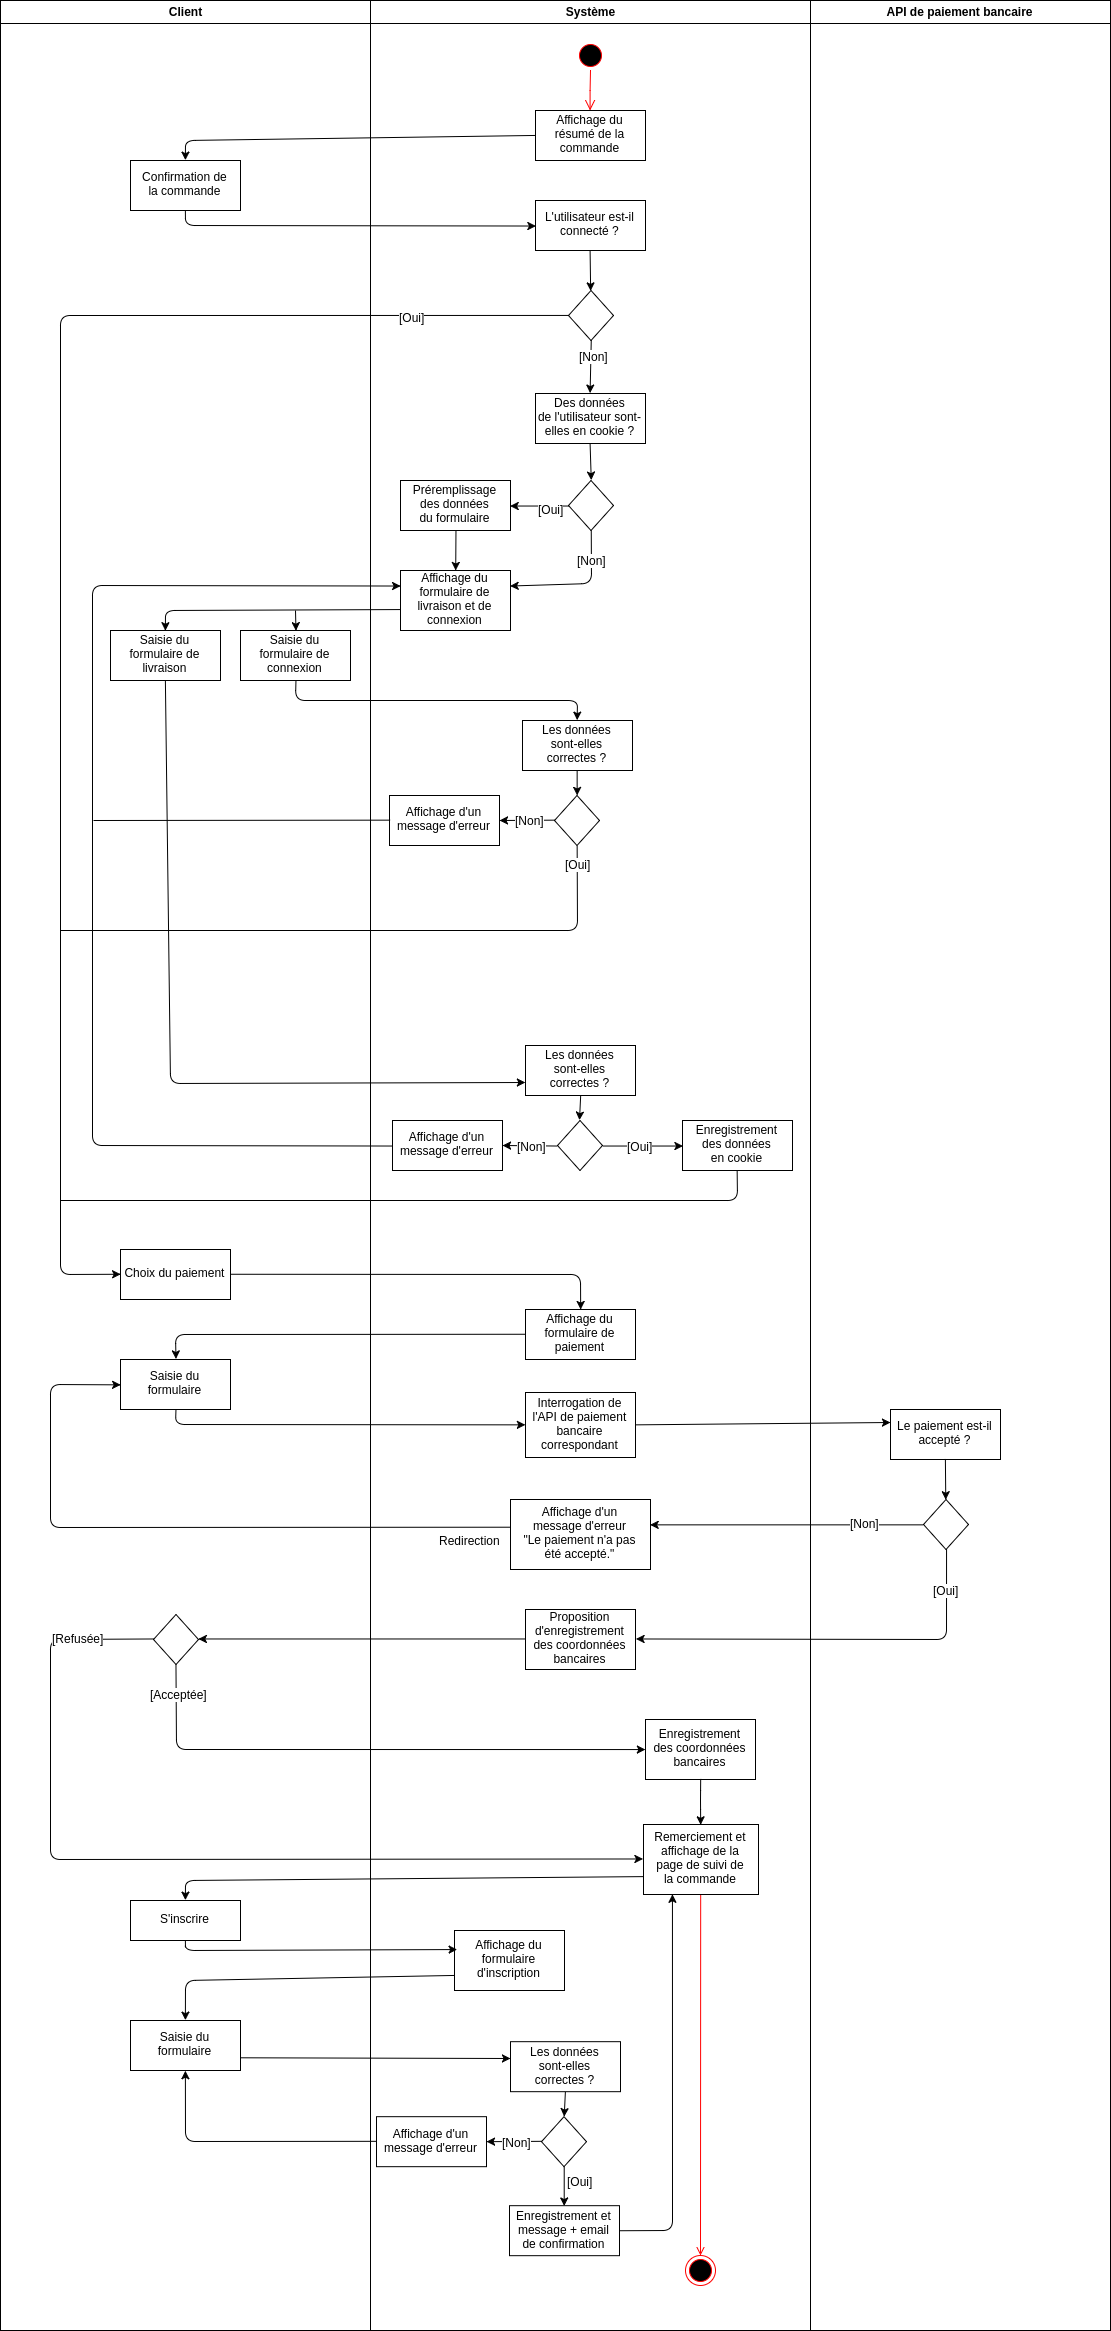 Client
Système
API de paiement bancaire
Affichage du
résumé de la
commande
Confirmation de
la commande
L'utilisateur est-il
connecté ?
[Oui]
[Non]
Des données
de l'utilisateur sont-
elles en cookie ?
Préremplissage
des données
du formulaire
[Oui]
[Non]
Affichage du
formulaire de
livraison et de
connexion
Saisie du
formulaire de
livraison
Saisie du
formulaire de
connexion
Les données
sont-elles
correctes ?
Affichage d'un
message d'erreur
[Non]
[Oui]
Les données
sont-elles
correctes ?
Affichage d'un
message d'erreur
[Non]
[Oui]
Enregistrement
des données
en cookie
Choix du paiement
Affichage du
formulaire de
paiement
Saisie du
formulaire
Interrogation de
l'API de paiement
bancaire
correspondant
Le paiement est-il
accepté ?
Affichage d'un
message d'erreur
"Le paiement n'a pas
été accepté."
[Non]
Redirection
[Oui]
Proposition
d'enregistrement
des coordonnées
bancaires
[Refusée]
[Acceptée]
Enregistrement
des coordonnées
bancaires
Remerciement et
affichage de la
page de suivi de
la commande
S'inscrire
Affichage du
formulaire
d'inscription
Saisie du
formulaire
Les données
sont-elles
correctes ?
Affichage d'un
message d'erreur
[Non]
[Oui]
Enregistrement et
message + email
de confirmation